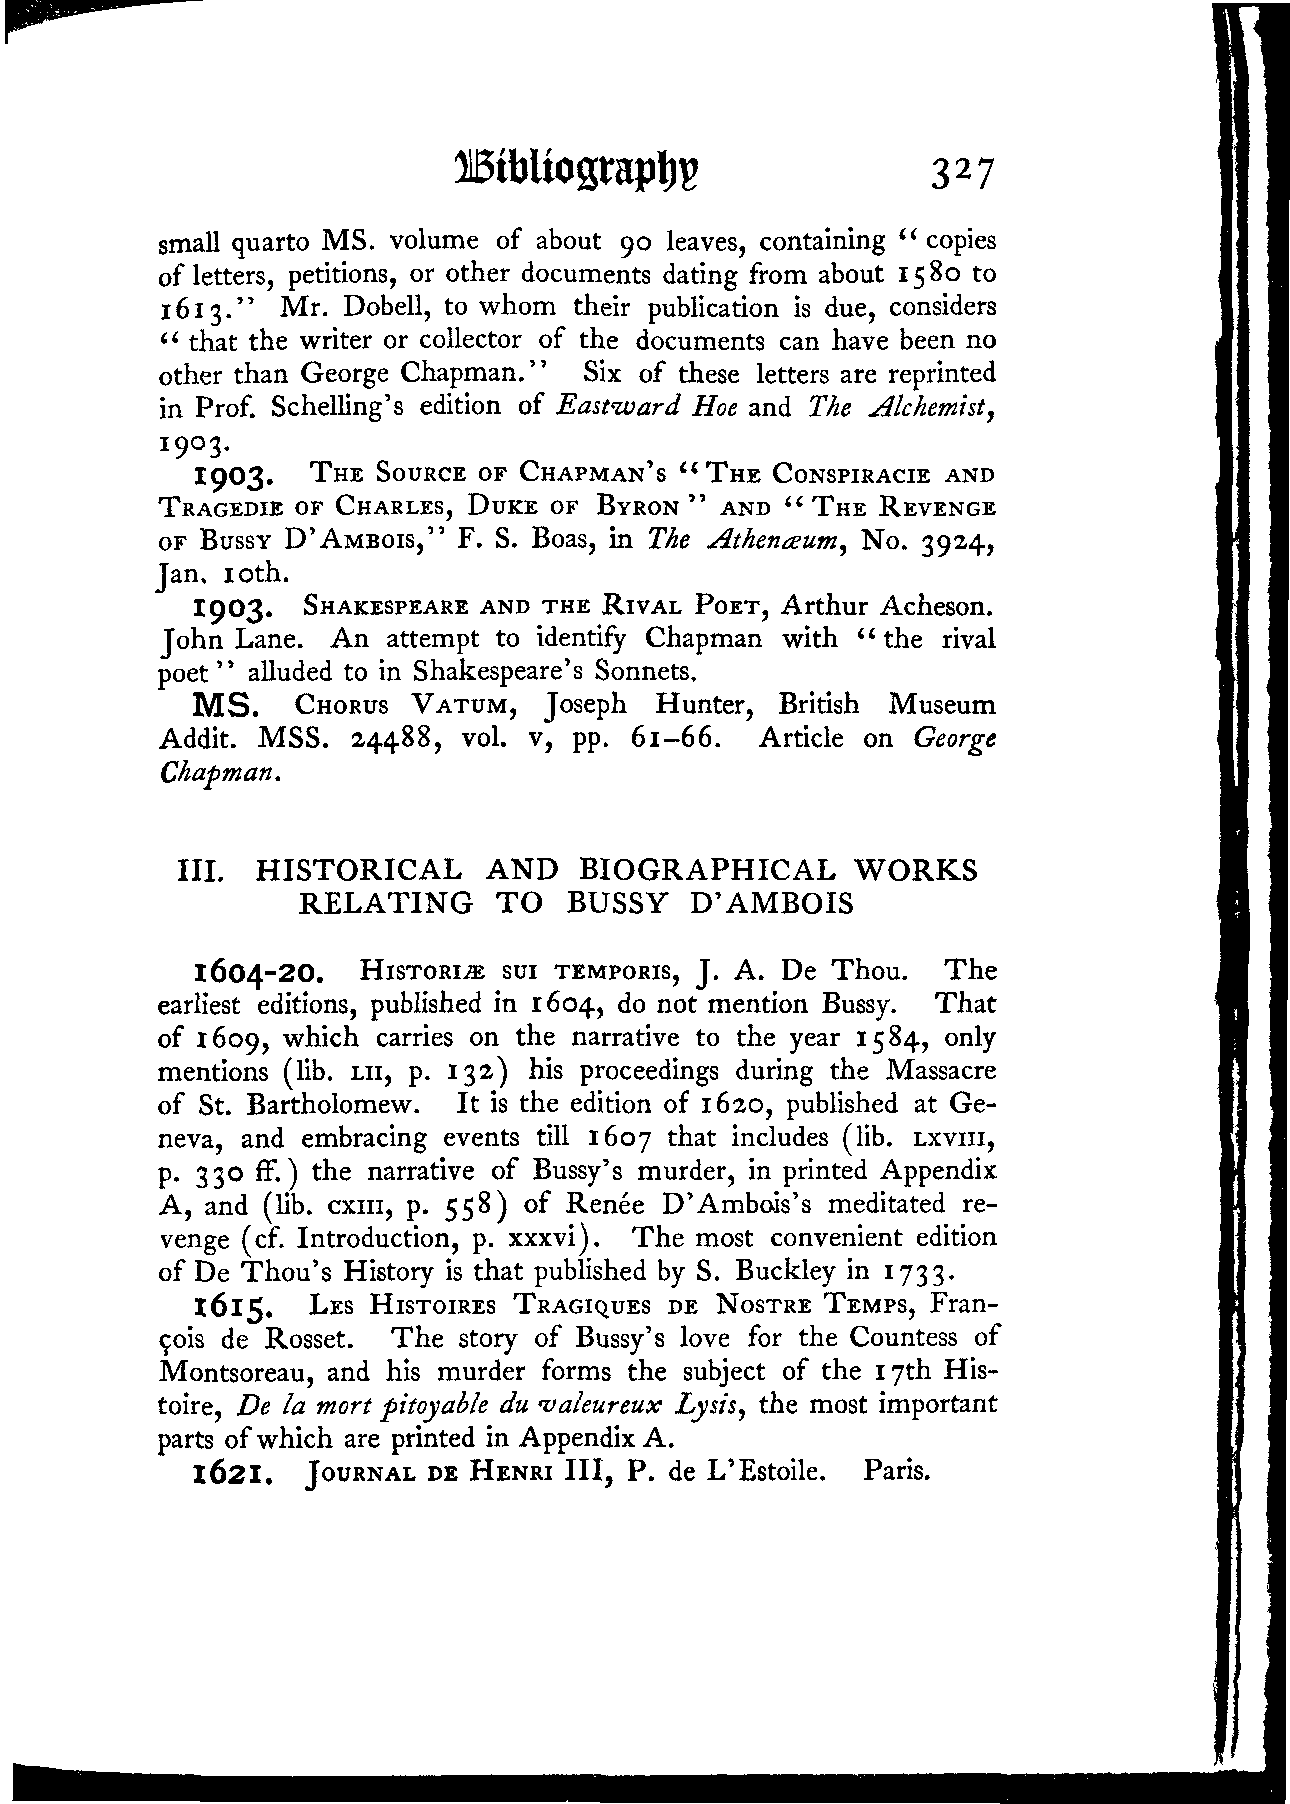 Bibliography 327
small quarto MS. volume of about 90 leaves, containing “ copies
of letters, petitions, or other documents dating from about 1580 to
1613.” Mr. Dobell, to whom their publication is due, considers
“ that the writer or collector of the documents can have been no
other than George Chapman.” Six of these letters are reprinted
in Prof. Schelling's edition of Eastward Hoe and The Alchemist,
1903.
1903. The Source of Chapman's “The Conspiracie and
Tragedie of Charles, Duke of Byron” and “The Revenge
of Bussy D'Ambois,” F. S. Boas, in The Athenæum, No. 3924,
Jan. 10th.
1903. Shakespeare and the Rival Poet, Arthur Acheson.
John Lane. An attempt to identify Chapman with “the rival
poet” alluded to in Shakespeare's Sonnets.
MS. Chorus Vatum, Joseph Hunter, British Museum
Addit. MSS. 24488, vol. v, pp. 61–66. Article on George
Chapman.
III. HISTORICAL AND BIOGRAPHICAL WORKS
RELATING TO BUSSY D'AMBOIS
1604-20. Historiæ sui temporis, J. A. De Thou. The
earliest editions, published in 1604, do not mention Bussy. That
of 1609, which carries on the narrative to the year 1584, only
mentions (lib. lii, p. 132) his proceedings during the Massacre
of St. Bartholomew. It is the edition of 1620, published at Ge-
neva, and embracing events till 1607 that includes (lib. lxviii,
p. 330 ff.) the narrative of Bussy's murder, in printed Appendix
A, and (lib. cxiii, p. 558) of Renée D'Ambois's meditated re-
venge (cf. Introduction, p. xxxvi). The most convenient edition
of De Thou's History is that published by S. Buckley in 1733.
1615. Les Histoires Tragiques de Nostre Temps, Fran-
çois de Rosset. The story of Bussy's love for the Countess of
Montsoreau, and his murder forms the subject of the 17th His-
toire, De la mort pitoyable du valeureux Lysis, the most important
parts of which are printed in Appendix A.
1621. Journal de Henri III, P. de L'Estoile. Paris.